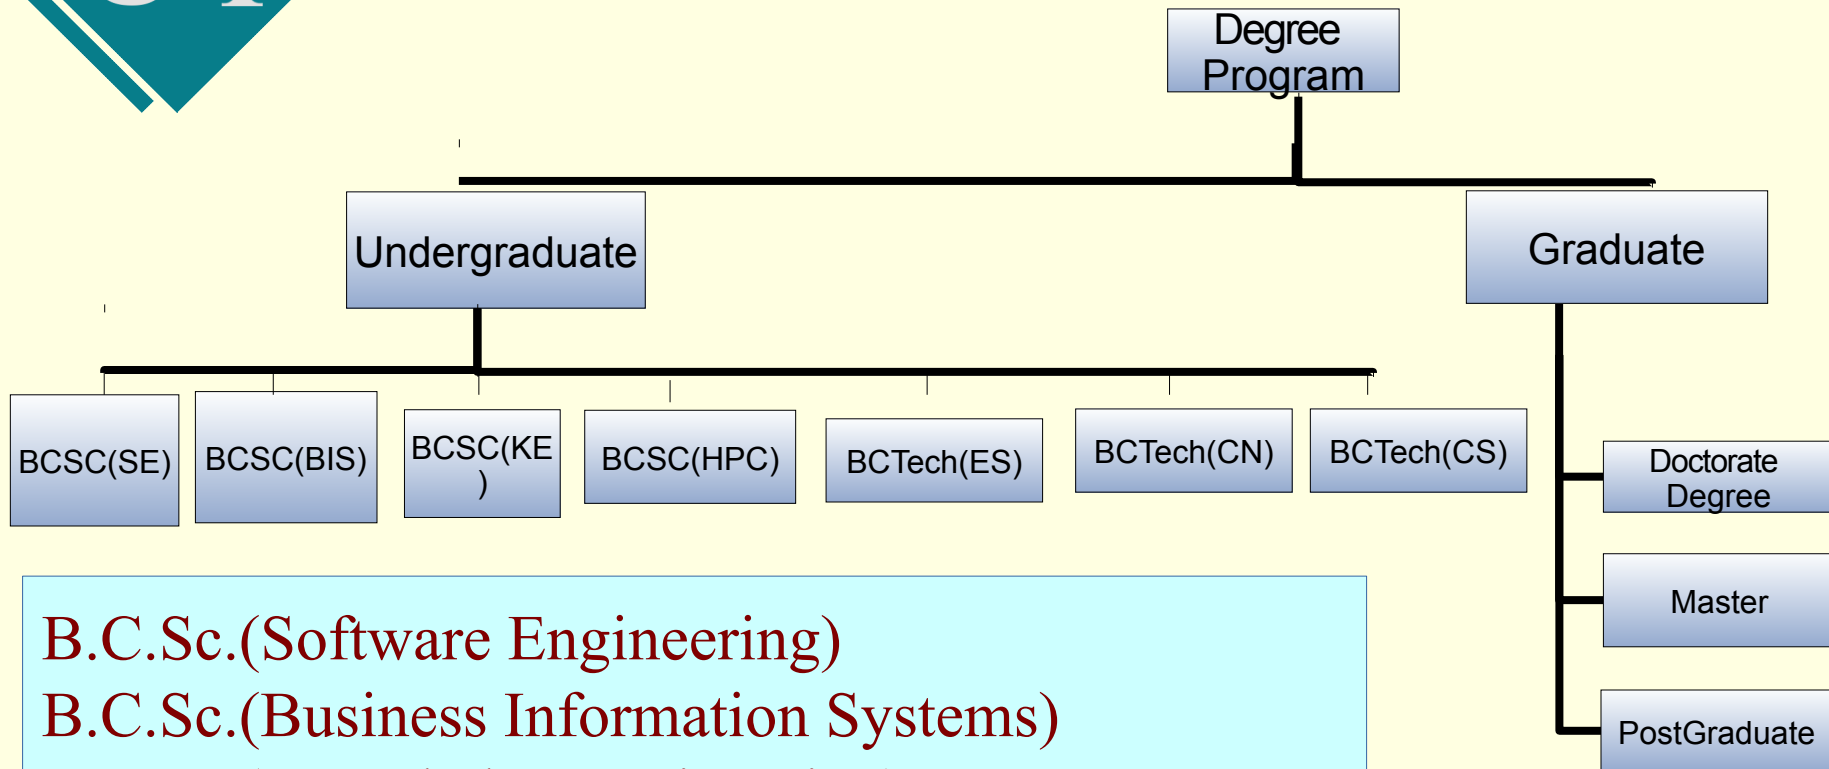 Degree
Program
Undergraduate
Graduate
BCSC(SE)
BCSC(BIS)
BCSC(KE
)
BCSC(HPC)
BCTech(ES)
BCTech(CN)
BCTech(CS)
Doctorate
Degree
Master
PostGraduate
B.C.Sc.(Software Engineering)
B.C.Sc.(Business Information Systems)